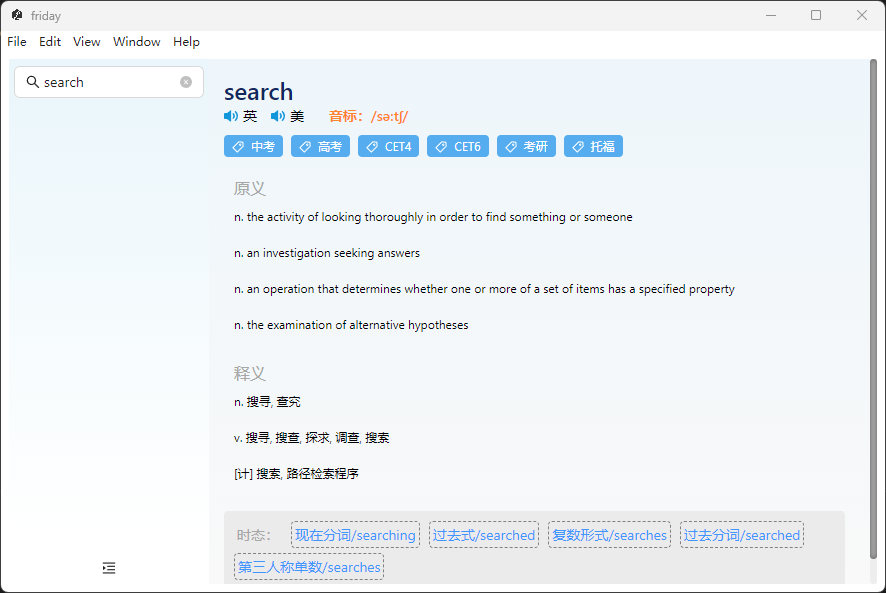 friday
File Edit View Window Help
search
search
英 美 音标：/sə:tʃ/
中考 高考 CET4 CET6 考研 托福
原义
n. the activity of looking thoroughly in order to find something or someone
n. an investigation seeking answers
n. an operation that determines whether one or more of a set of items has a specified property
n. the examination of alternative hypotheses
释义
n. 搜寻, 查究
v. 搜寻, 搜查, 探求, 调查, 搜索
[计] 搜索, 路径检索程序
时态： 现在分词/searching 过去式/searched 复数形式/searches 过去分词/searched
第三人称单数/searches